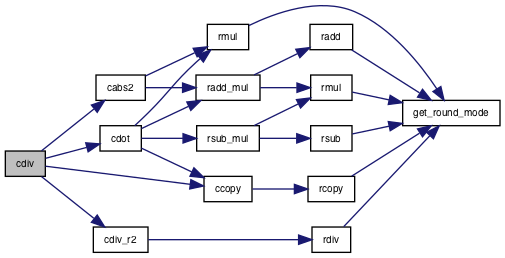 rmul
radd
cabs2
radd_mul
rmul
get_round_mode
cdot
rsub_mul
rsub
cdiv
ccopy
rcopy
cdiv_r2
rdiv